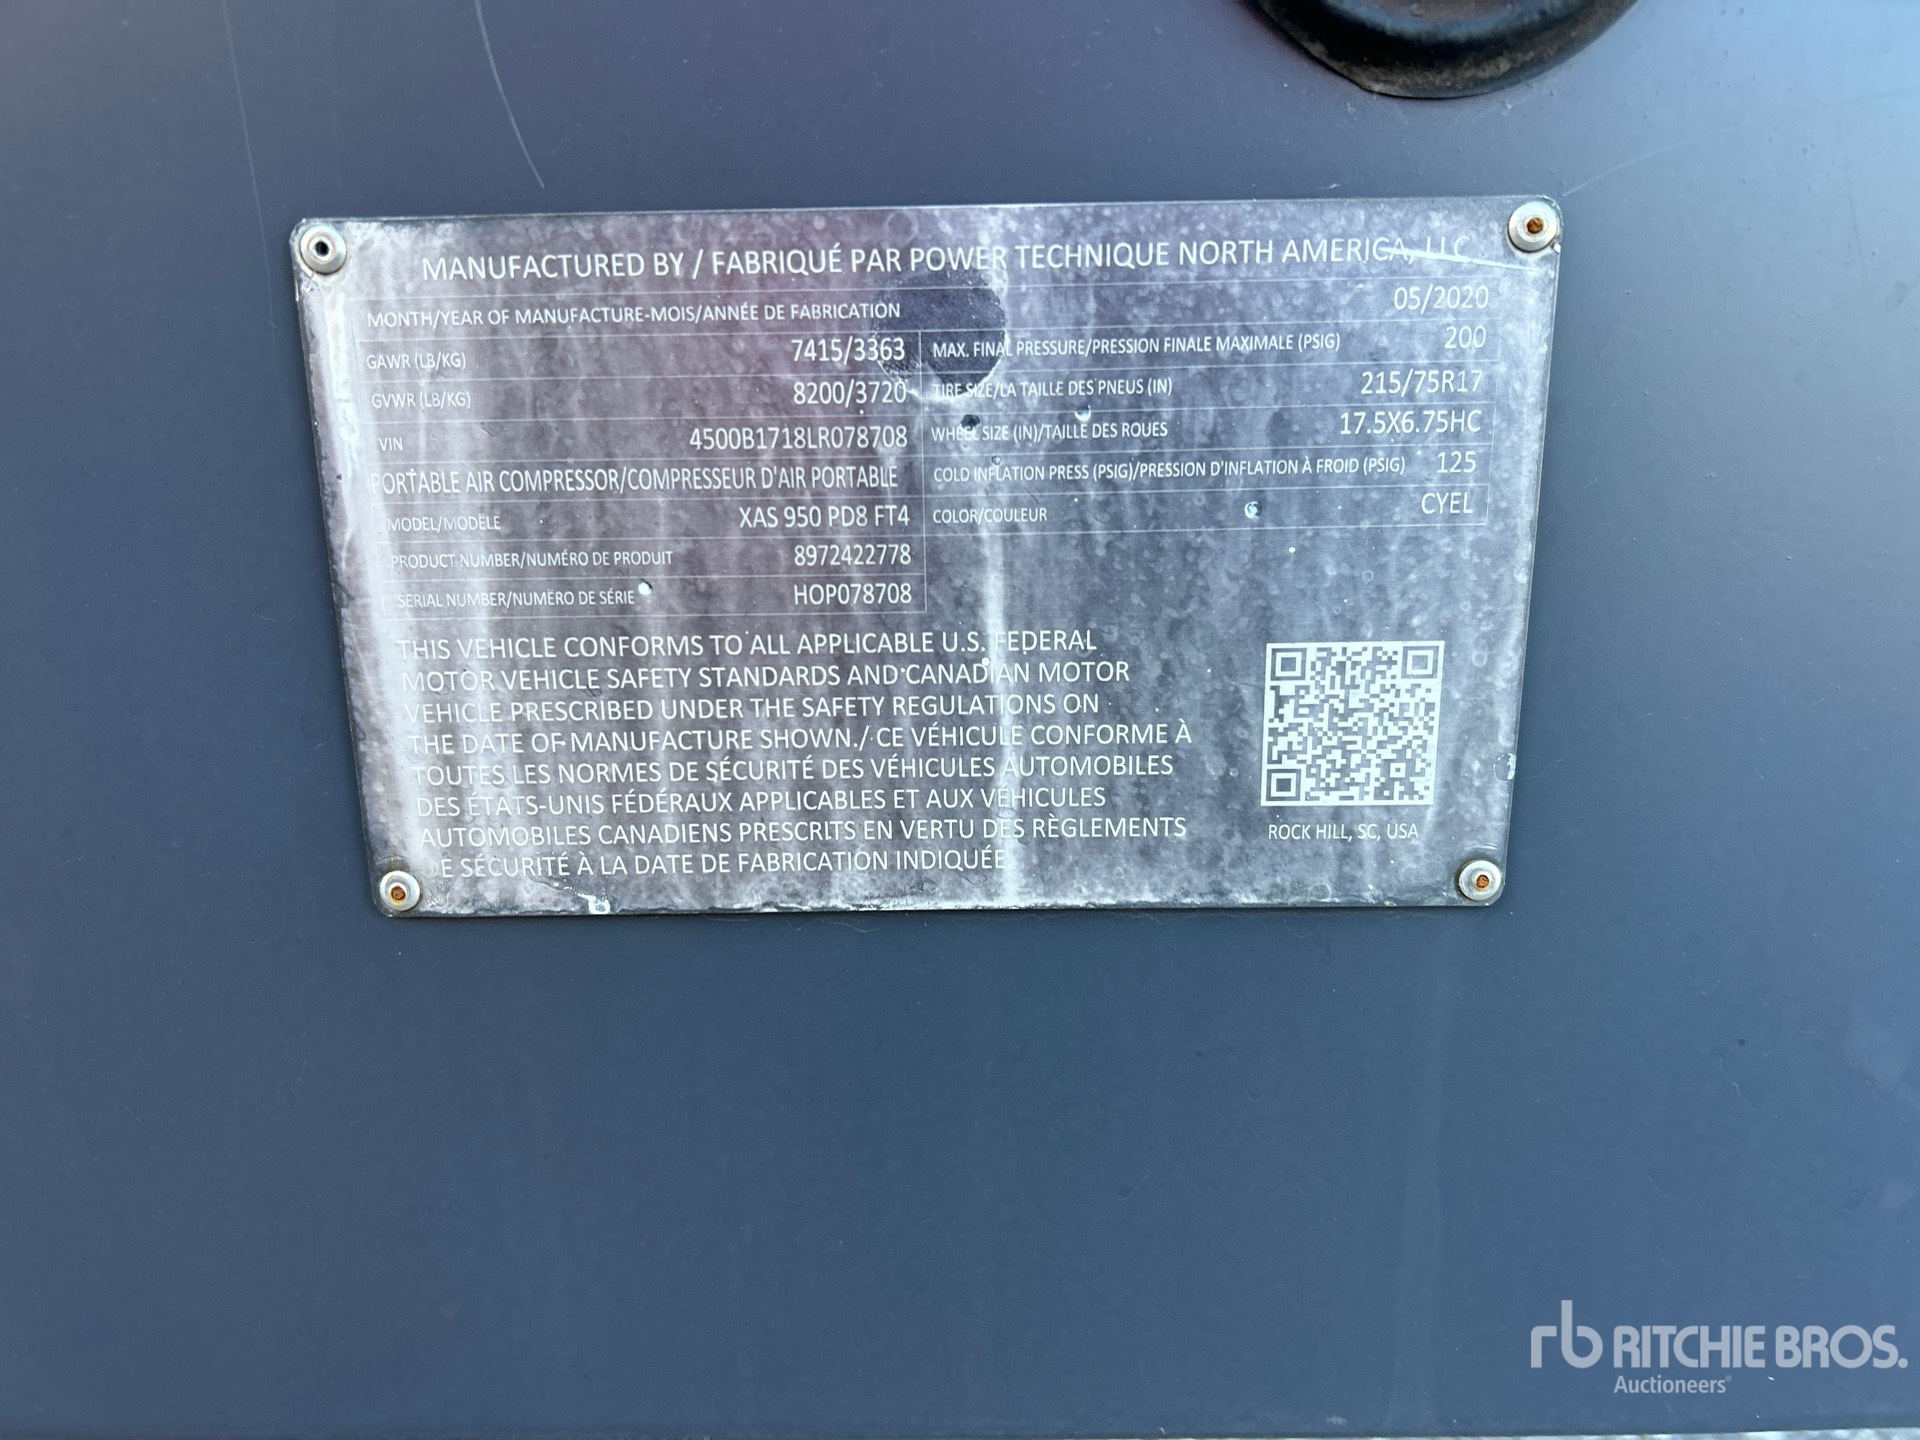 MANUFACTURED BY / FABRIQUÉ PAR POWER TECHNIQUE NORTH AMERICA, LLC
MONTH/YEAR OF MANUFACTURE-MOIS/ANNÉE DE FABRICATION 05/2020
GAWR (LB/KG) 7415/3363 MAX. FINAL PRESSURE/PRESSION FINALE MAXIMALE (PSIG) 200
GVWR (LB/KG) 8200/3720 TIRE SIZE/LA TAILLE DES PNEUS (IN) 215/75R17
VIN 4500B1718LR078708 WHEEL SIZE (IN)/TAILLE DES ROUES 17.5X6.75HC
PORTABLE AIR COMPRESSOR/COMPRESSEUR D'AIR PORTABLE COLD INFLATION PRESS (PSIG)/PRESSION D'INFLATION À FROID (PSIG) 125
MODEL/MODÈLE XAS 950 PD8 FT4 COLOR/COULEUR CYEL
PRODUCT NUMBER/NUMÉRO DE PRODUIT 8972422778
SERIAL NUMBER/NUMÉRO DE SÉRIE HOP078708
THIS VEHICLE CONFORMS TO ALL APPLICABLE U.S. FEDERAL
MOTOR VEHICLE SAFETY STANDARDS AND CANADIAN MOTOR
VEHICLE PRESCRIBED UNDER THE SAFETY REGULATIONS ON
THE DATE OF MANUFACTURE SHOWN./ CE VÉHICULE CONFORME À
TOUTES LES NORMES DE SÉCURITÉ DES VÉHICULES AUTOMOBILES
DES ÉTATS-UNIS FÉDÉRAUX APPLICABLES ET AUX VÉHICULES
AUTOMOBILES CANADIENS PRESCRITS EN VERTU DES RÈGLEMENTS
DE SÉCURITÉ À LA DATE DE FABRICATION INDIQUÉE
ROCK HILL, SC, USA
rb RITCHIE BROS.
Auctioneers